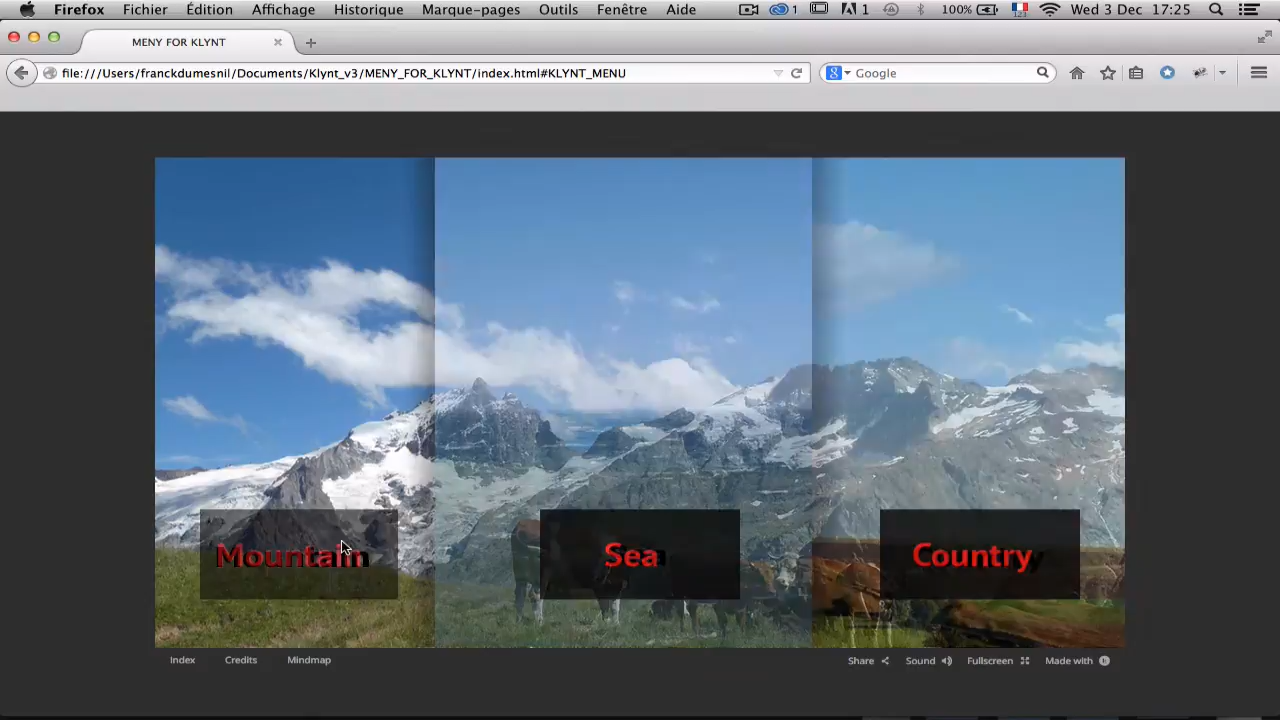 Firefox Fichier Édition Affichage Historique Marque-pages Outils Fenêtre Aide 1 1 100% 123 Wed 3 Dec 17:25
MENY FOR KLYNT
file:///Users/franckdumesnil/Documents/Klynt_v3/MENY_FOR_KLYNT/index.html#KLYNT_MENU
Google
Mountain
Sea
Country
Index Credits Mindmap Share Sound Fullscreen Made with